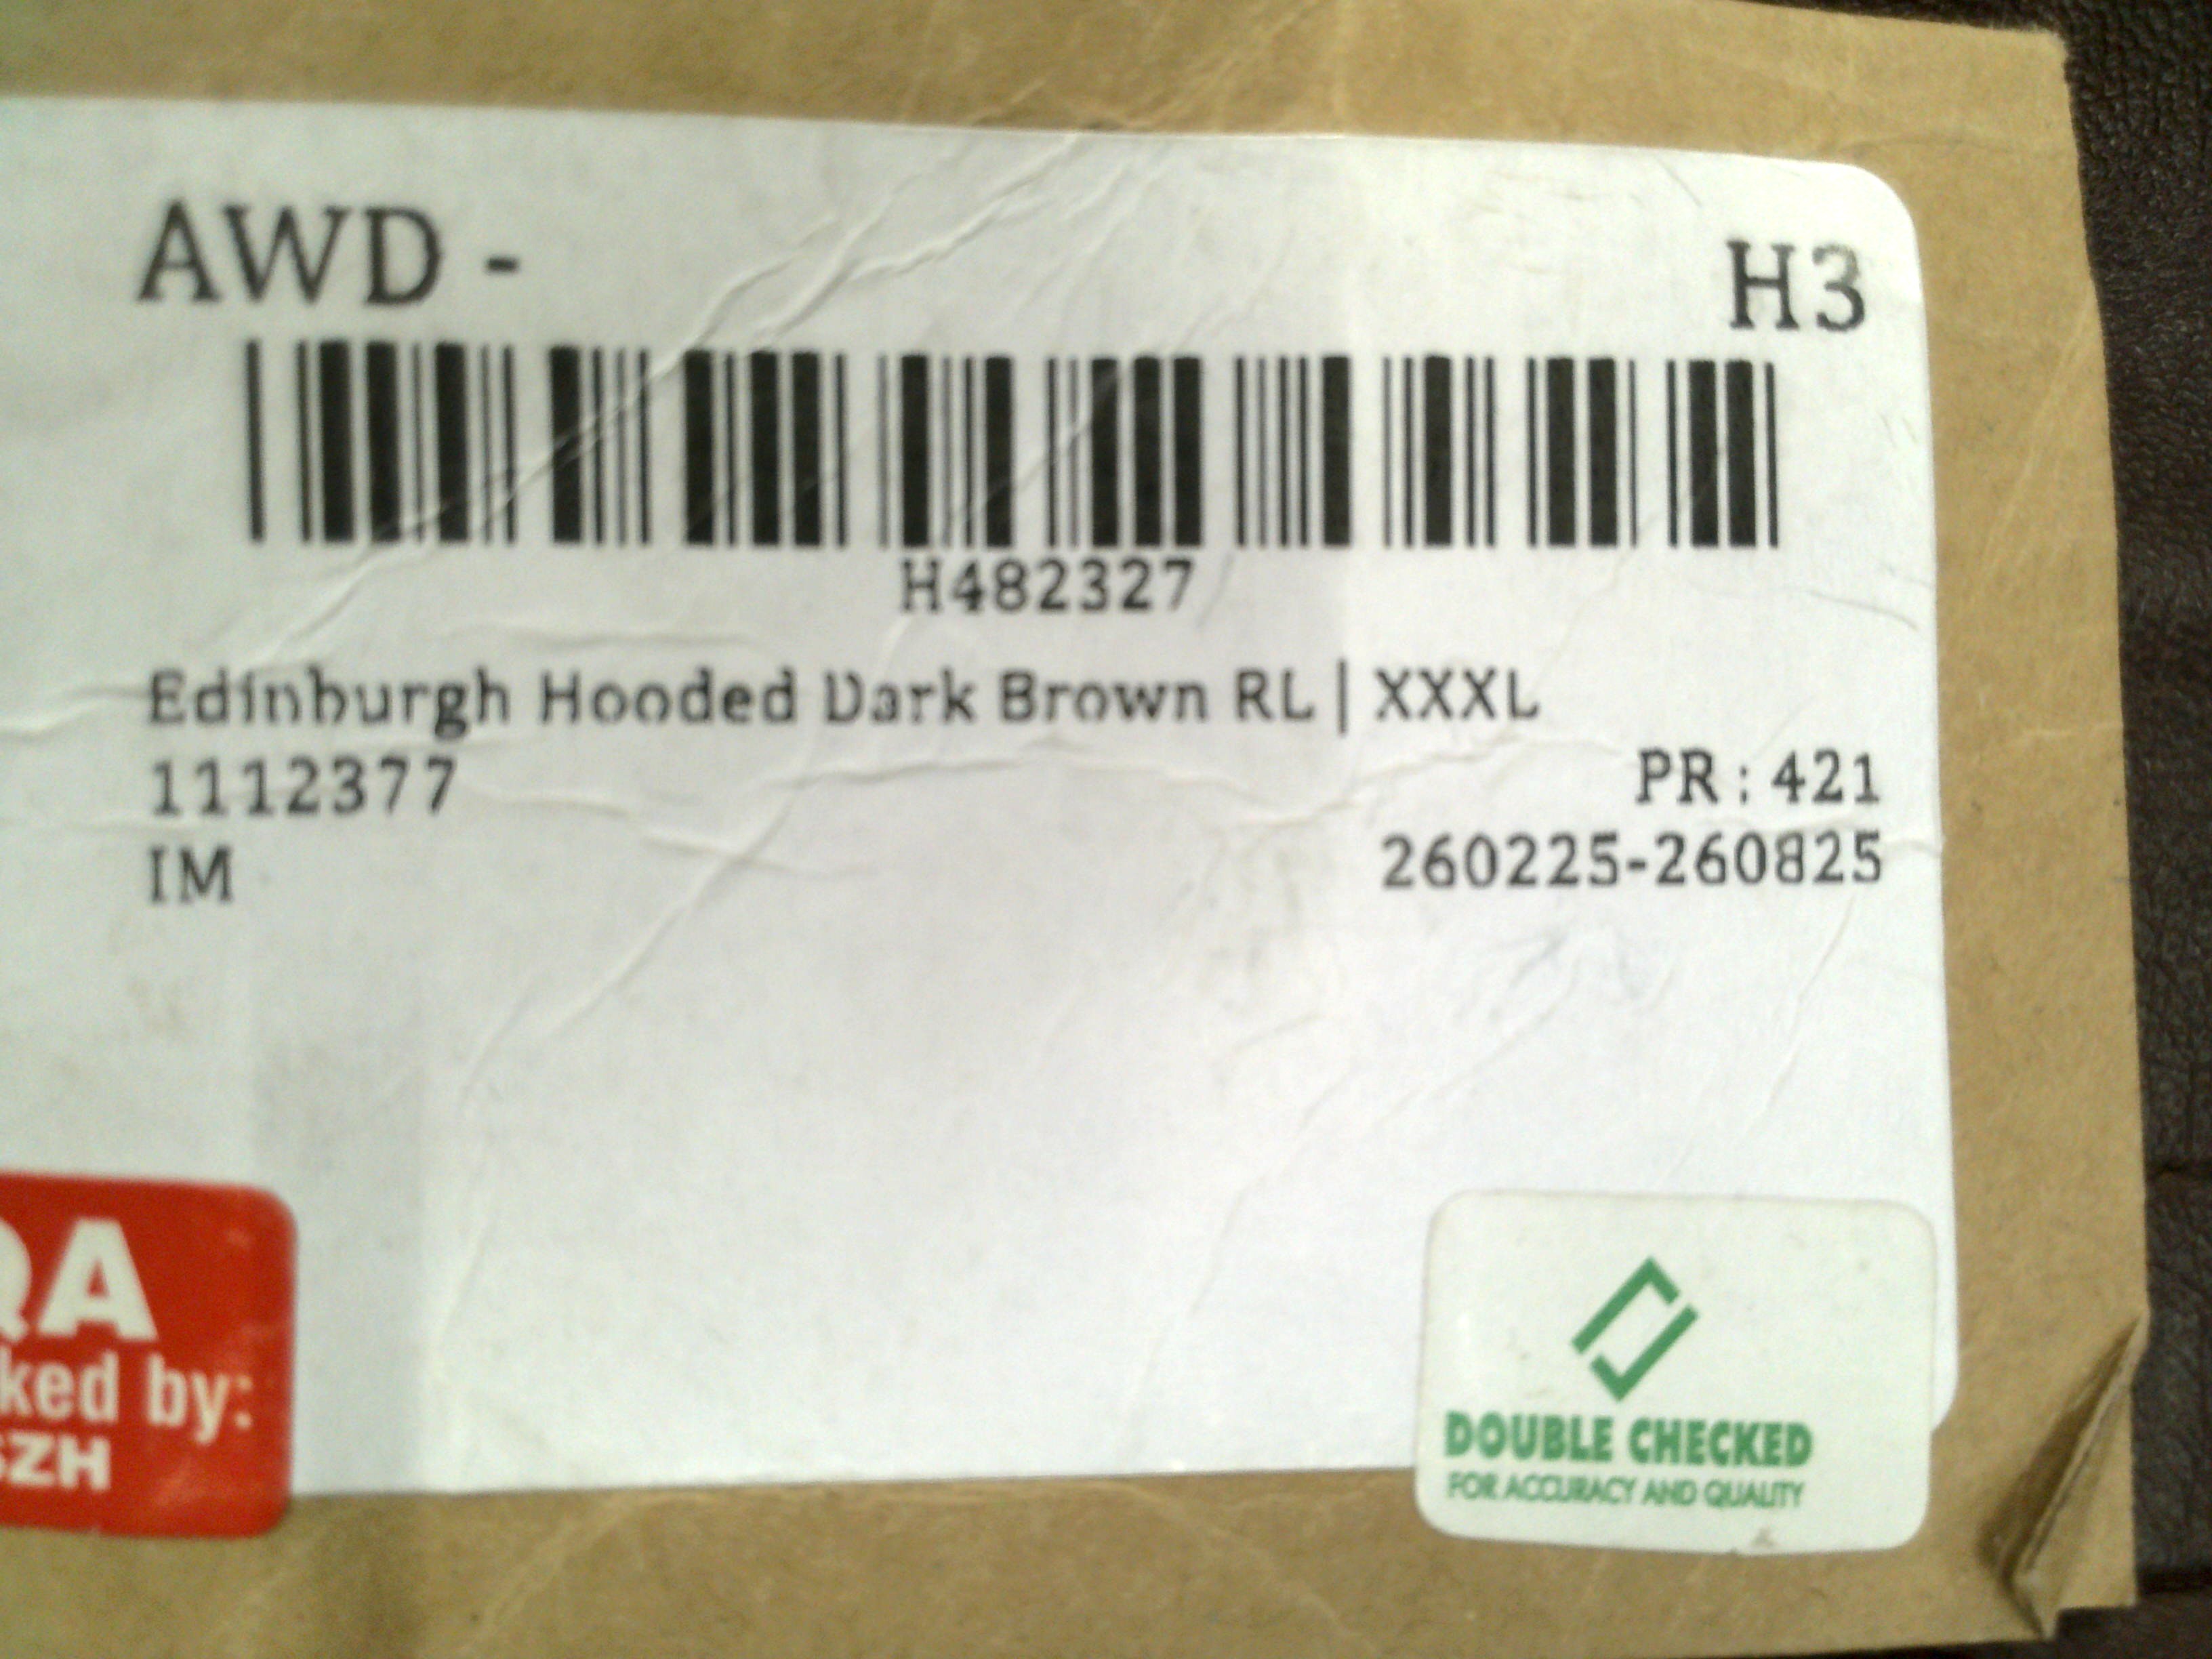 AWD -
H3
H482327
Edinburgh Hooded Dark Brown RL | XXXL
1112377
PR: 421
IM
260225-260825
QA
ked by:
SZH
DOUBLE CHECKED
FOR ACCURACY AND QUALITY